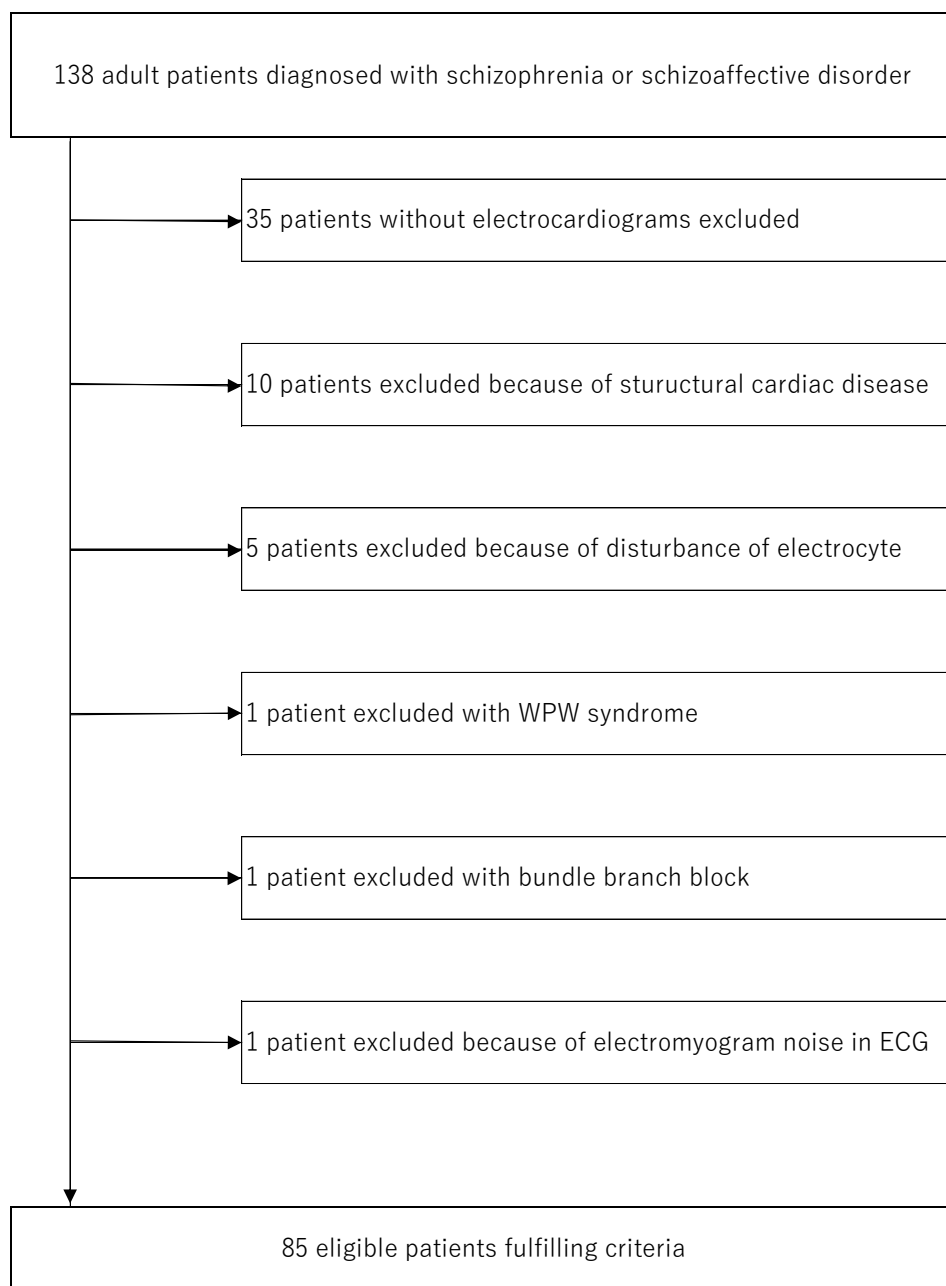 138 adult patients diagnosed with schizophrenia or schizoaffective disorder
35 patients without electrocardiograms excluded
10 patients excluded because of stuructural cardiac disease
5 patients excluded because of disturbance of electrocyte
1 patient excluded with WPW syndrome
1 patient excluded with bundle branch block
1 patient excluded because of electromyogram noise in ECG
85 eligible patients fulfilling criteria